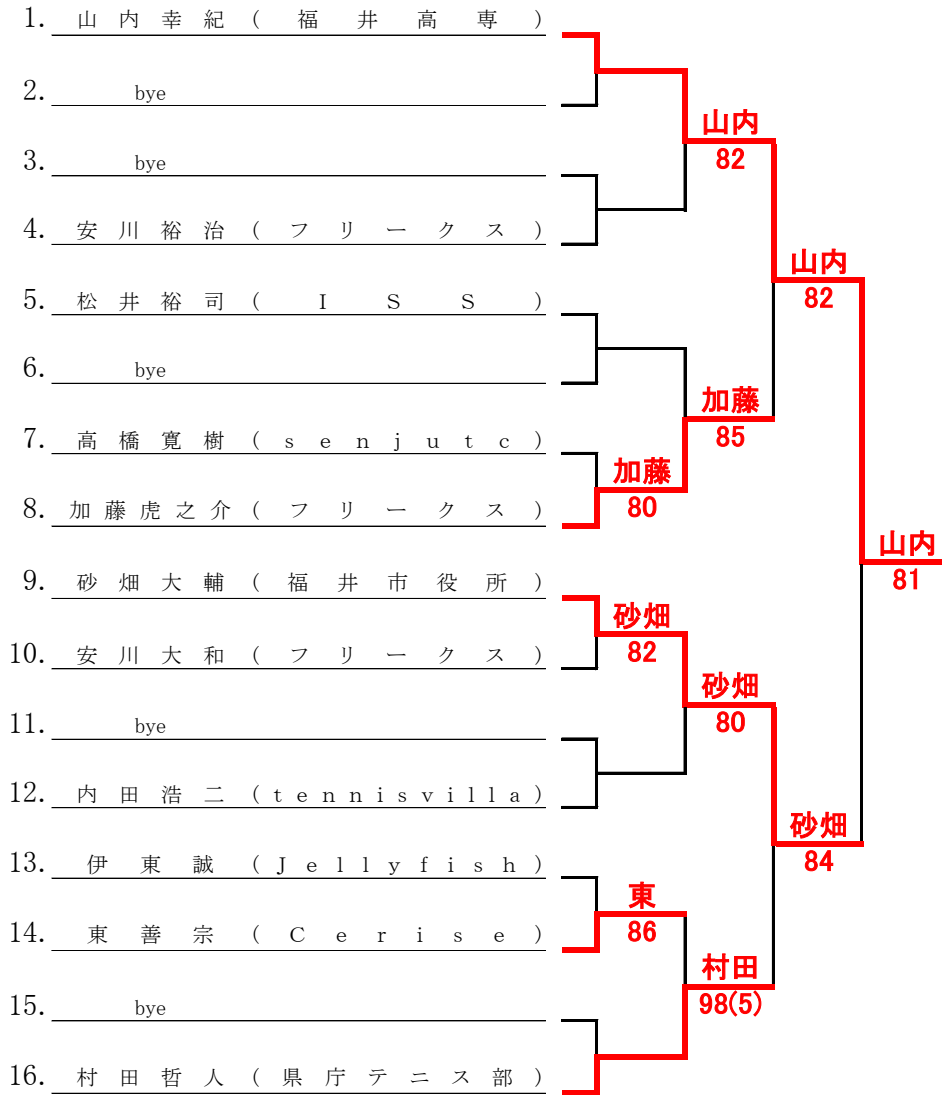 1. 山内幸紀 (福井高専)
2. bye
3. bye
4. 安川裕治 (フリークス)
5. 松井裕司 (ISS)
6. bye
7. 高橋寛樹 (senjutc)
8. 加藤虎之介 (フリークス)
9. 砂畑大輔 (福井市役所)
10. 安川大和 (フリークス)
11. bye
12. 内田浩二 (tennisvilla)
13. 伊東誠 (Jellyfish)
14. 東善宗 (Cerise)
15. bye
16. 村田哲人 (県庁テニス部)
加藤
80
砂畑
82
東
86
山内
82
加藤
85
砂畑
80
村田
98(5)
山内
82
砂畑
84
山内
81